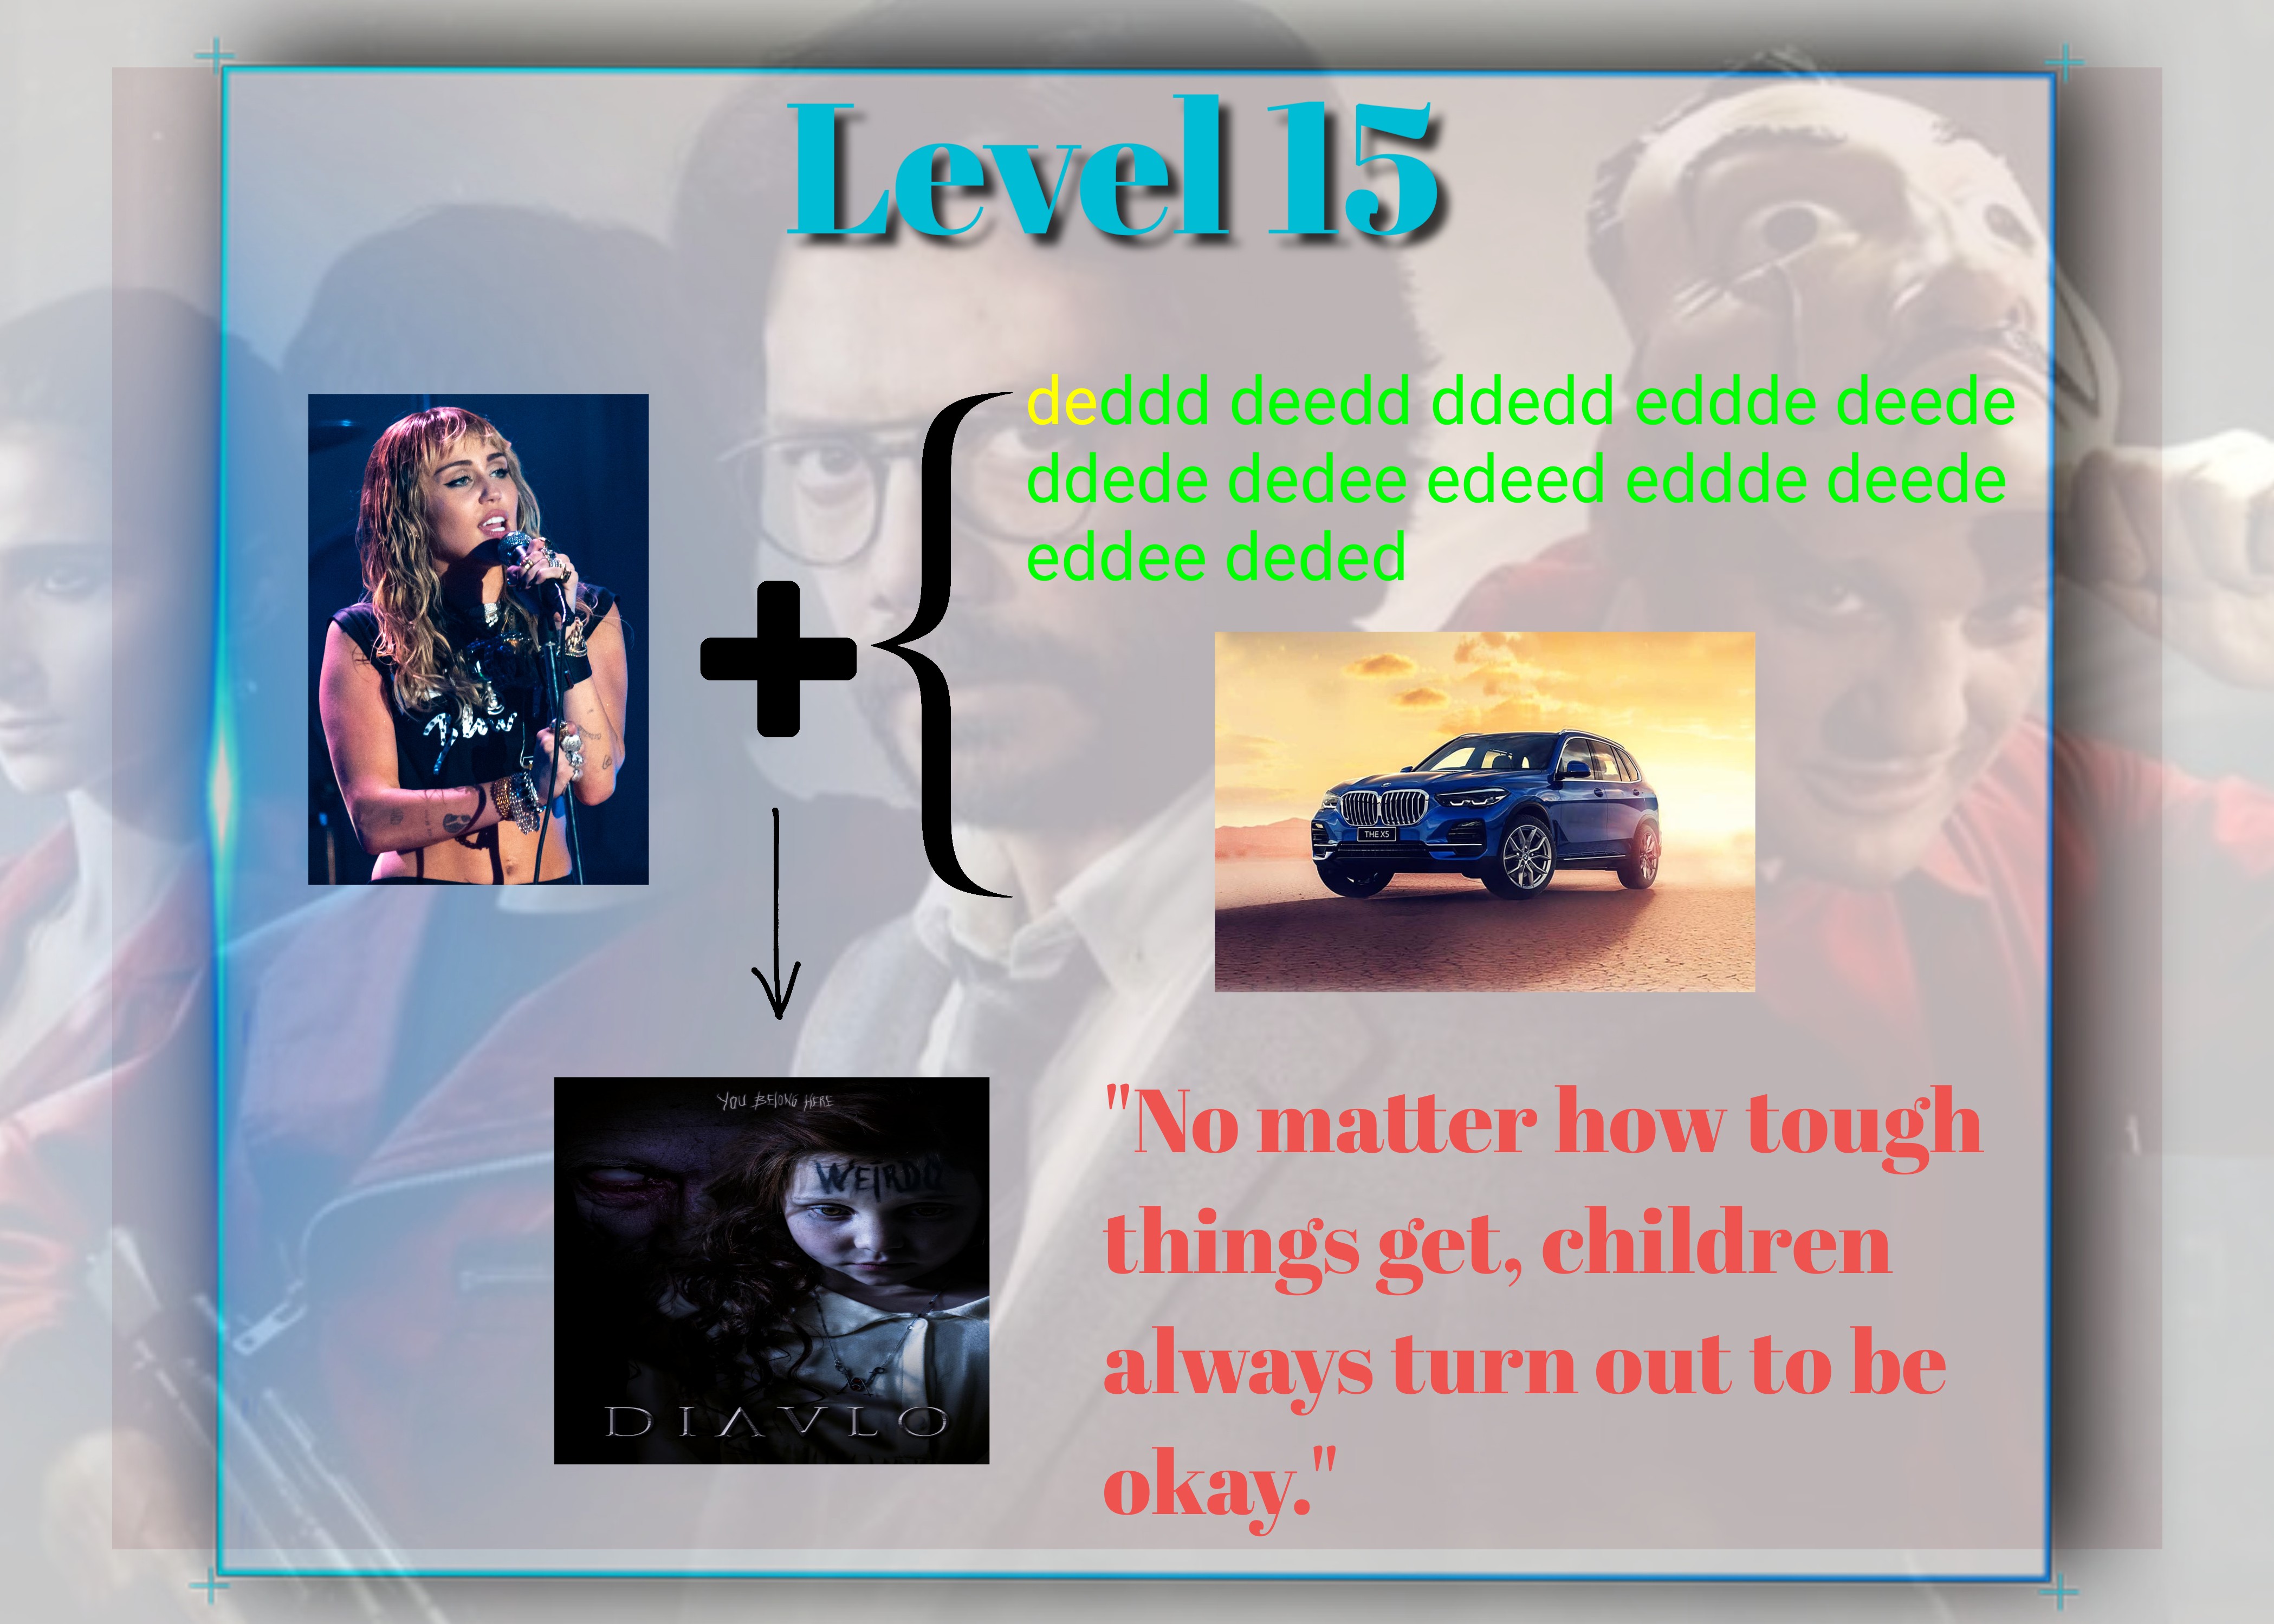 Level 15
deddd deedd ddedd eddde deede
ddede dedee edeed eddde deede
eddee deded
THE X5
YOU BELONG HERE
WEIRDO
DIAVLO
"No matter how tough
things get, children
always turn out to be
okay."